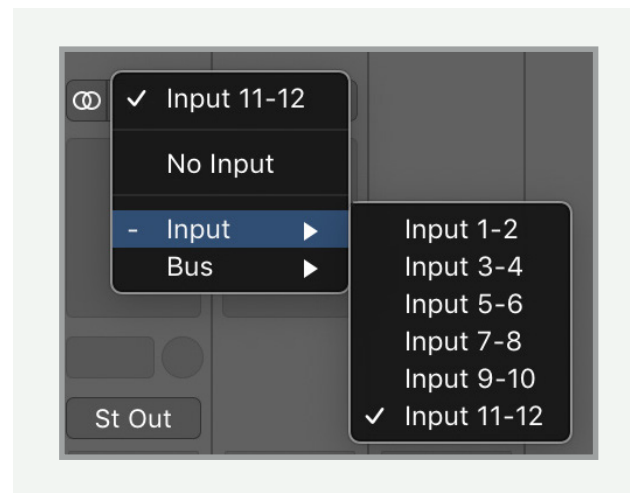 Input 11-12
No Input
- Input
Bus
Input 1-2
Input 3-4
Input 5-6
Input 7-8
Input 9-10
Input 11-12
St Out